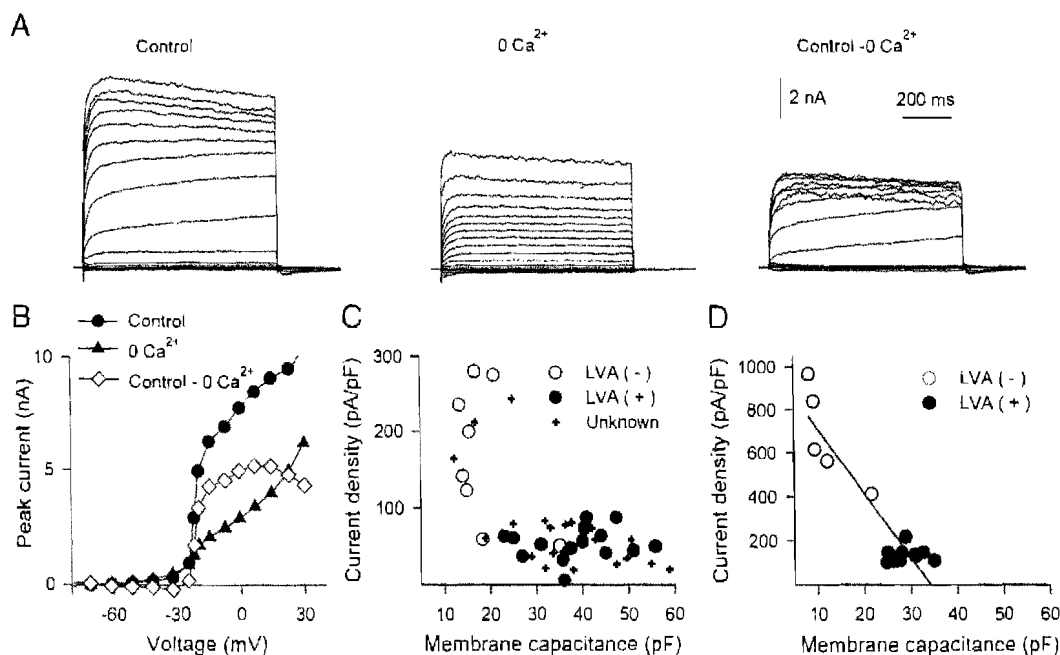 A
Control
0 Ca2+
Control -0 Ca2+
2 nA
200 ms
B
Control
0 Ca2+
Control - 0 Ca2+
Peak current (nA)
10
5
0
-60
-30
0
30
Voltage (mV)
C
LVA ( - )
LVA ( + )
Unknown
Current density (pA/pF)
300
200
100
10
20
30
40
50
60
Membrane capacitance (pF)
D
LVA ( - )
LVA ( + )
Current density (pA/pF)
1000
800
600
400
200
10
20
30
40
50
60
Membrane capacitance (pF)